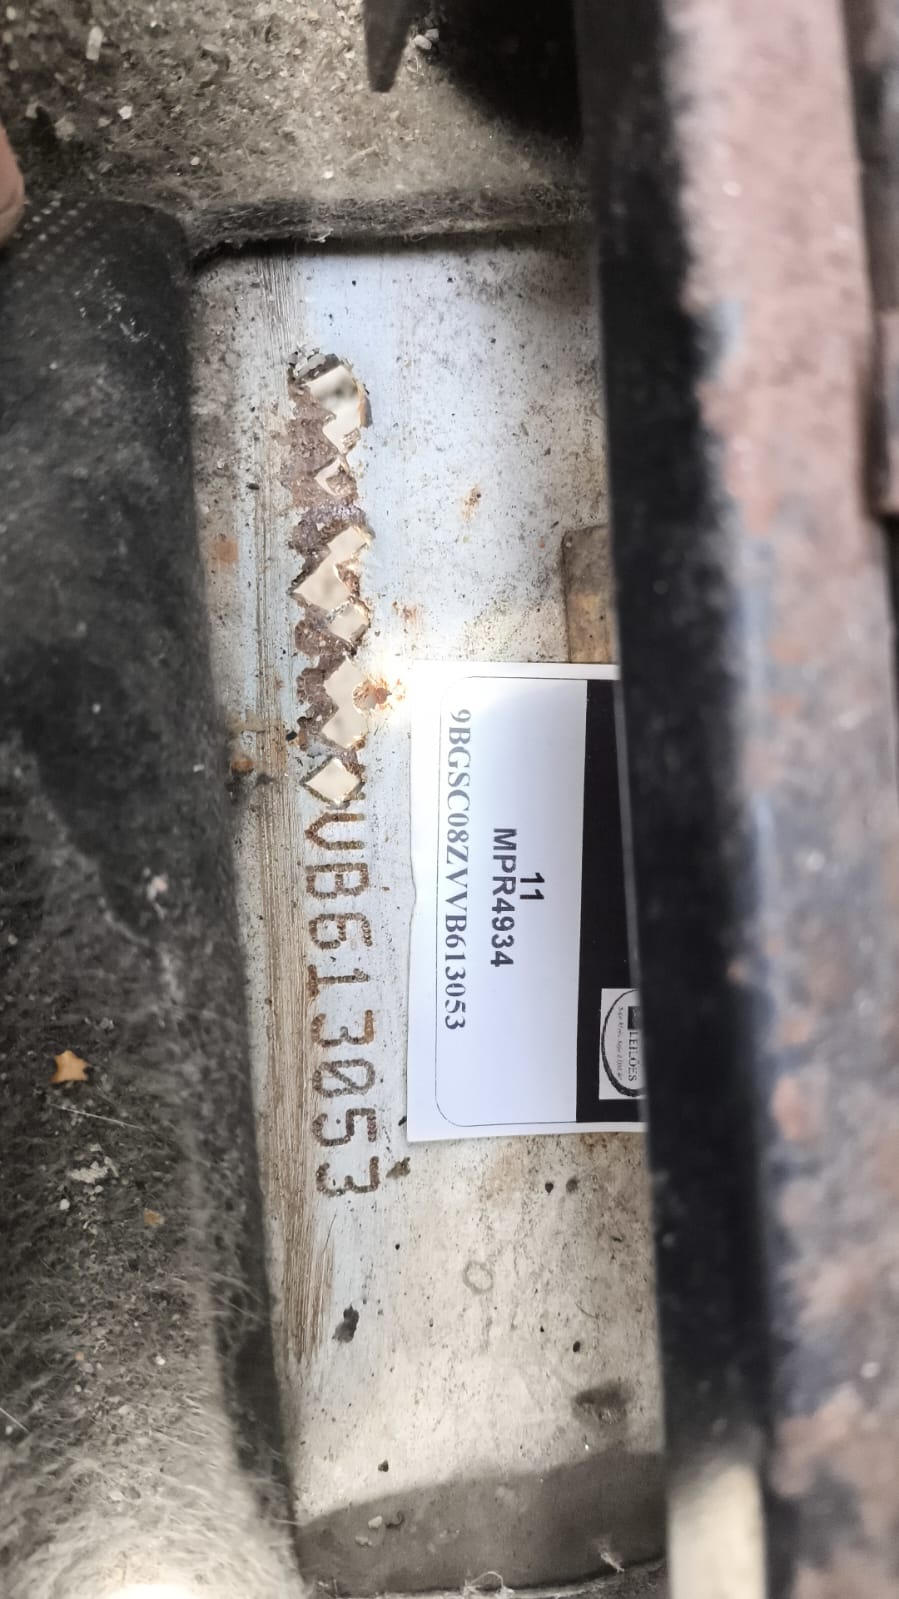 VB613053
11
MPR4934
9BGSC08ZVVB613053
LEILÕES